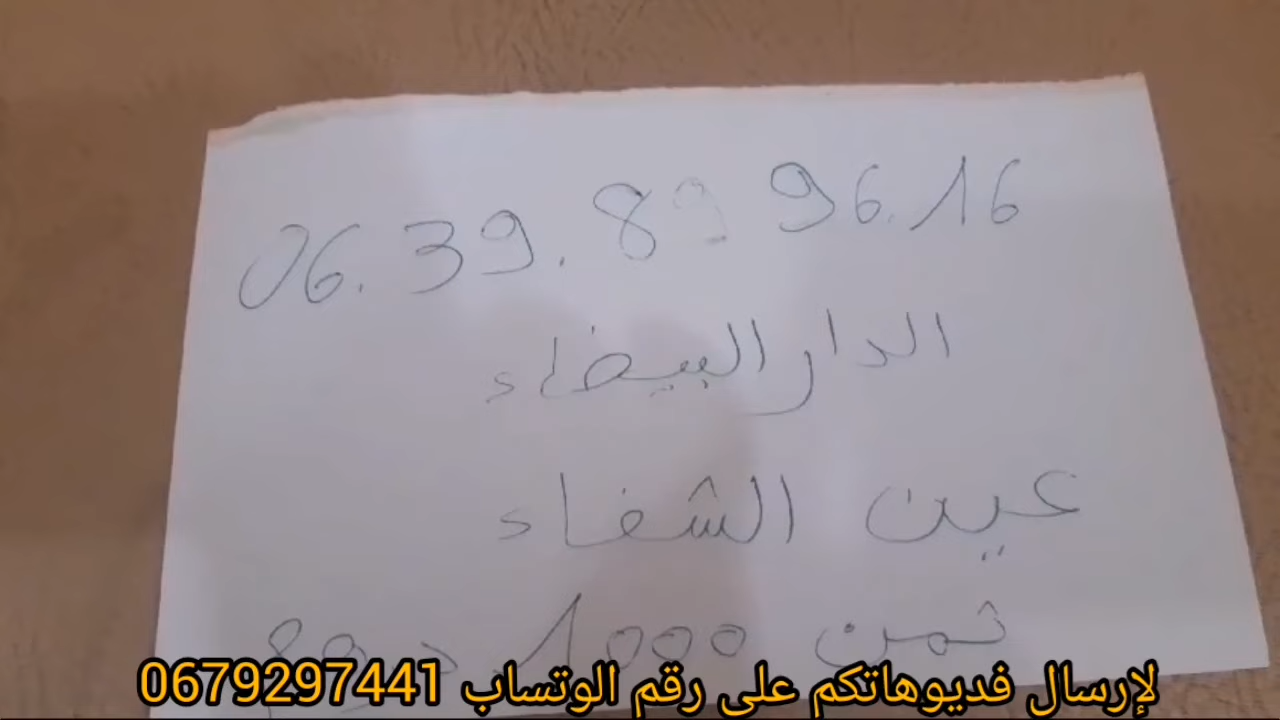 06.39.89 96.16
الدار البيضاء
عين الشفاء
ثمن 1000
لإرسال فديوهاتكم على رقم الوتساب 0679297441